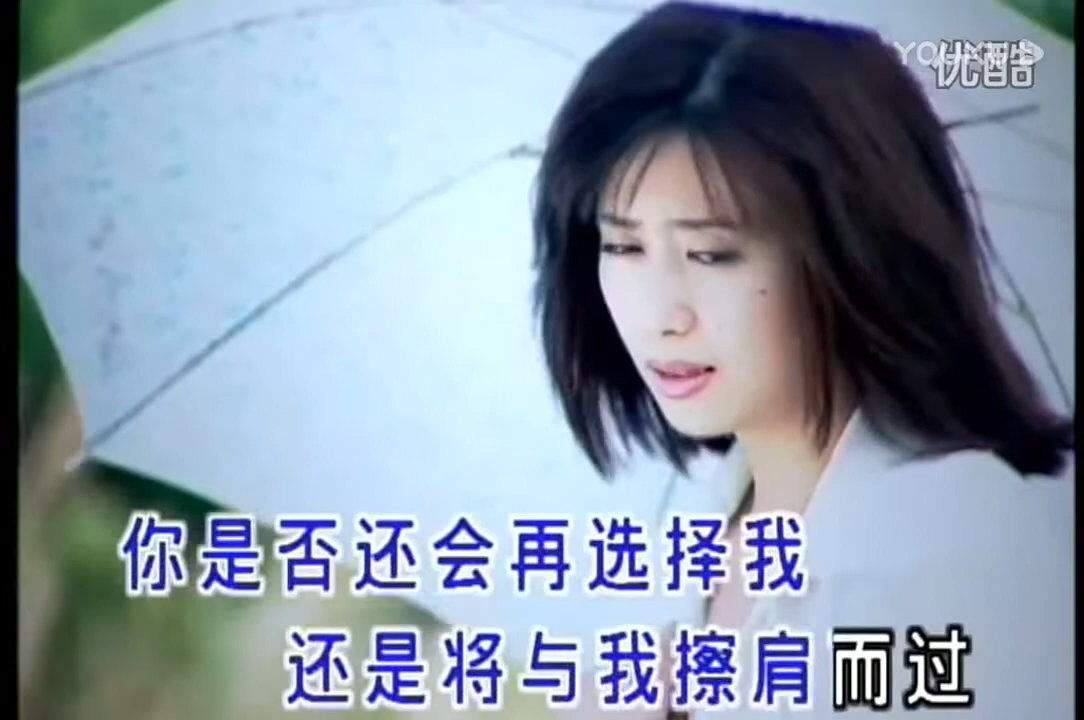 优酷
你是否还会再选择我
还是将与我擦肩而过